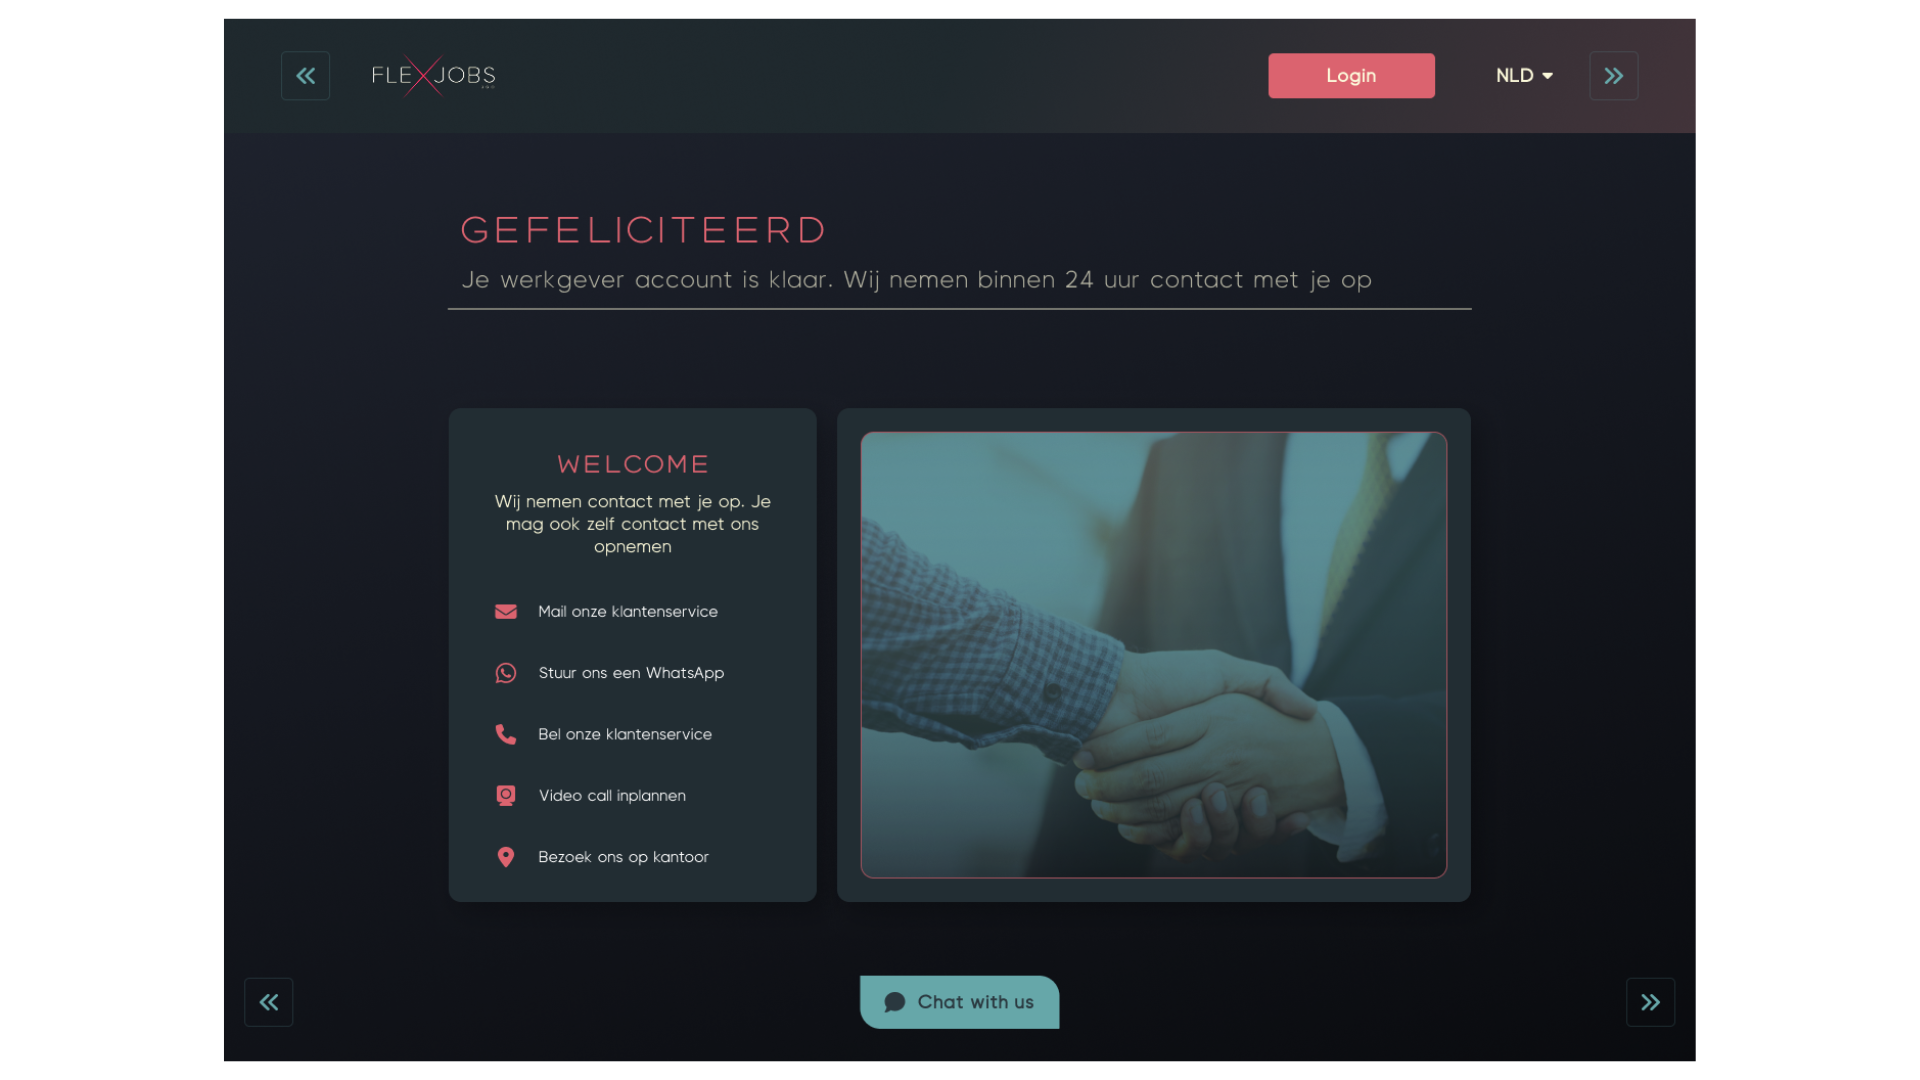 FLEXJOBS
Login
NLD
GEFELICITEERD
Je werkgever account is klaar. Wij nemen binnen 24 uur contact met je op
WELCOME
Wij nemen contact met je op. Je
mag ook zelf contact met ons
opnemen
Mail onze klantenservice
Stuur ons een WhatsApp
Bel onze klantenservice
Video call inplannen
Bezoek ons op kantoor
Chat with us